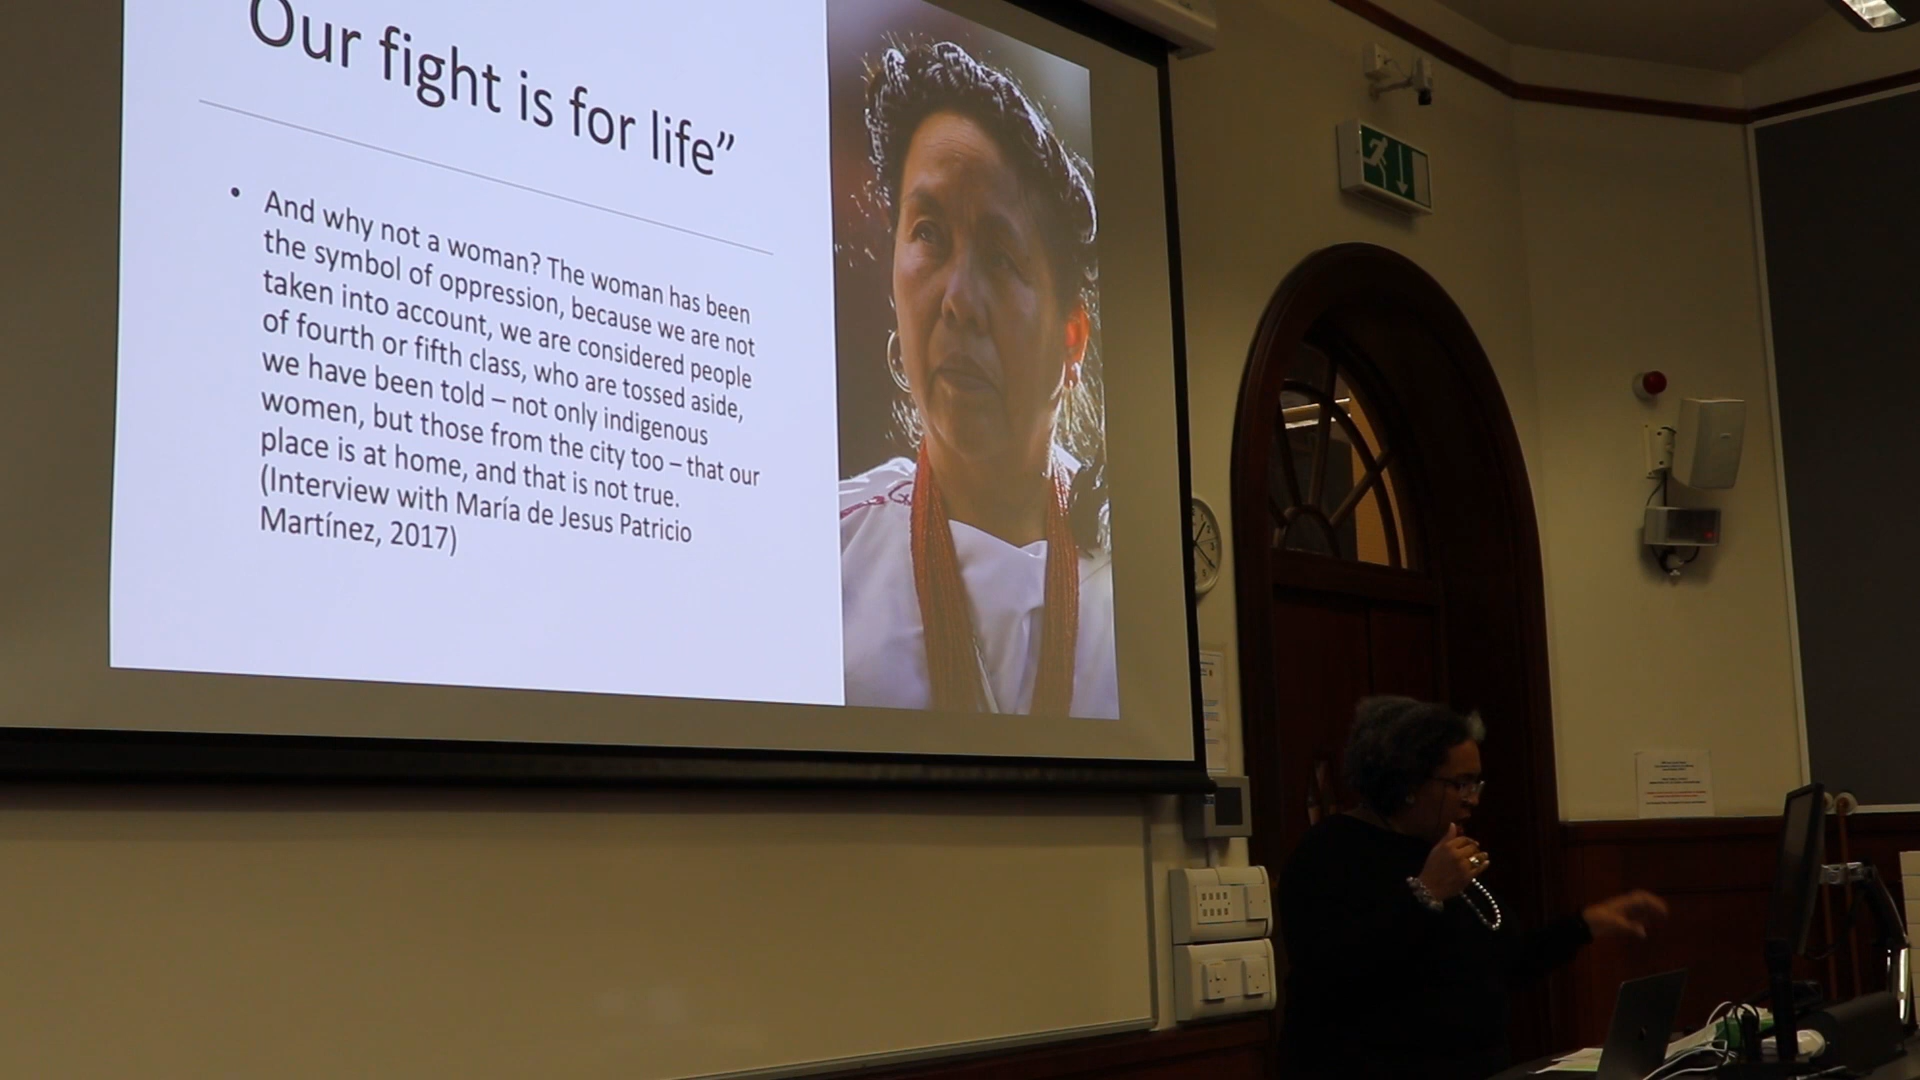 Our fight is for life”
• And why not a woman? The woman has been
the symbol of oppression, because we are not
taken into account, we are considered people
of fourth or fifth class, who are tossed aside,
we have been told – not only indigenous
women, but those from the city too – that our
place is at home, and that is not true.
(Interview with María de Jesus Patricio
Martínez, 2017)